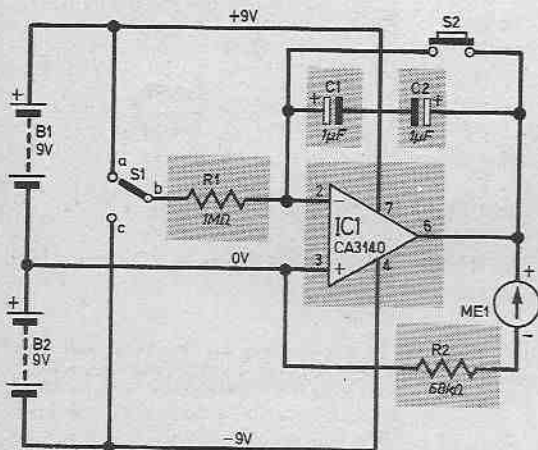 +9V
S2
C1
C2
+
+
1µF
1µF
+
B1
9V
a
S1
b
c
R1
1MΩ
2
−
7
IC1
CA3140
6
3
+
4
0V
+
ME1
−
+
B2
9V
R2
68kΩ
−9V